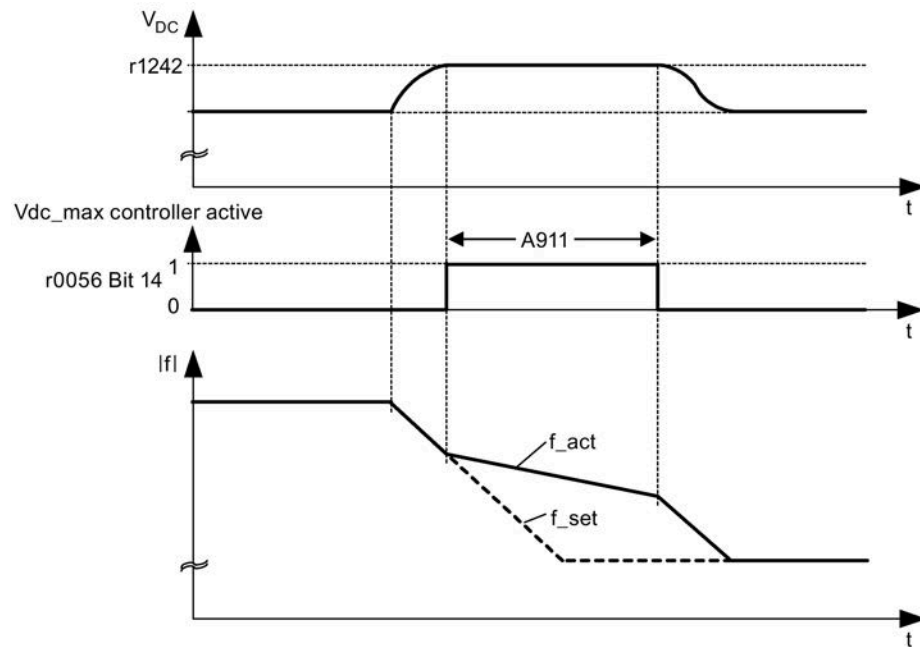 V_DC
r1242
t
Vdc_max controller active
A911
r0056 Bit 14
1
0
t
|f|
f_act
f_set
t